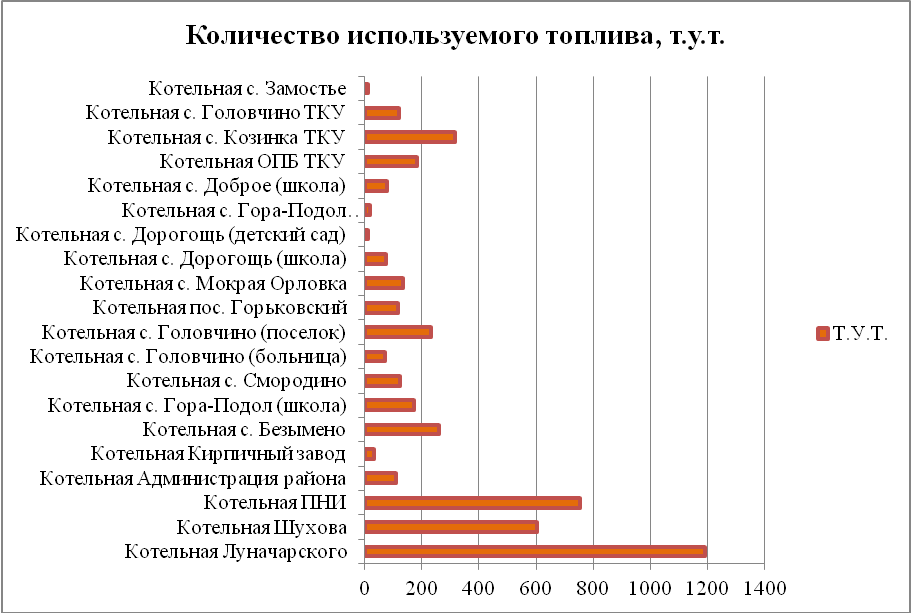 Количество используемого топлива, т.у.т.
Котельная с. Замостье
Котельная с. Головчино ТКУ
Котельная с. Козинка ТКУ
Котельная ОПБ ТКУ
Котельная с. Доброе (школа)
Котельная с. Гора-Подол…
Котельная с. Дорогощь (детский сад)
Котельная с. Дорогощь (школа)
Котельная с. Мокрая Орловка
Котельная пос. Горьковский
Котельная с. Головчино (поселок)
Котельная с. Головчино (больница)
Котельная с. Смородино
Котельная с. Гора-Подол (школа)
Котельная с. Безымено
Котельная Кирпичный завод
Котельная Администрация района
Котельная ПНИ
Котельная Шухова
Котельная Луначарского
0 200 400 600 800 1000 1200 1400
Т.У.Т.